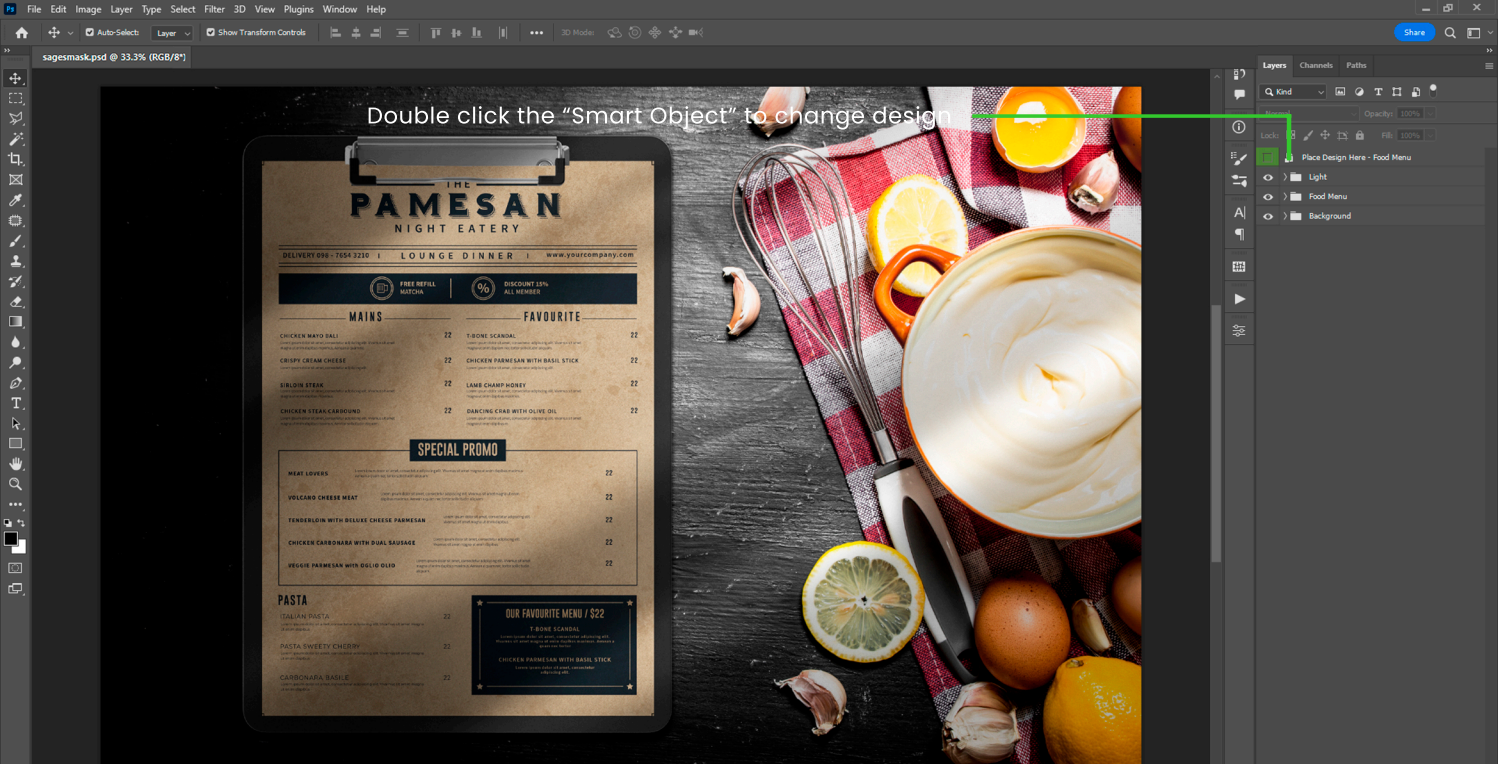 Ps File Edit Image Layer Type Select Filter 3D View Plugins Window Help
Auto-Select: Layer Show Transform Controls 3D Mode: Share
sagesmask.psd @ 33.3% (RGB/8*)
Double click the “Smart Object” to change design
THE
PAMESAN
NIGHT EATERY
DELIVERY 098 - 7654 3210 | LOUNGE DINNER | www.yourcompany.com
FREE REFILL
MATCHA
DISCOUNT 15%
ALL MEMBER
MAINS
CHICKEN MAYO DALI 22
CRISPY CREAM CHEESE 22
SIRLOIN STEAK 22
CHICKEN STEAK CARBOUND 22
FAVOURITE
T-BONE SCANDAL 22
CHICKEN PARMESAN WITH BASIL STICK 22
LAMB CHAMP HONEY 22
DANCING CRAB WITH OLIVE OIL 22
SPECIAL PROMO
MEAT LOVERS 22
VOLCANO CHEESE MEAT 22
TENDERLOIN WITH DELUXE CHEESE PARMESAN 22
CHICKEN CARBONARA WITH DUAL SAUSAGE 22
VEGGIE PARMESAN WITH OGLIO OLIO 22
PASTA
ITALIAN PASTA 22
PASTA SWEETY CHERRY 22
CARBONARA BASILE 22
OUR FAVOURITE MENU / $22
T-BONE SCANDAL
CHICKEN PARMESAN WITH BASIL STICK
Layers Channels Paths
Kind
Normal Opacity: 100%
Lock: Fill: 100%
Place Design Here - Food Menu
Light
Food Menu
Background